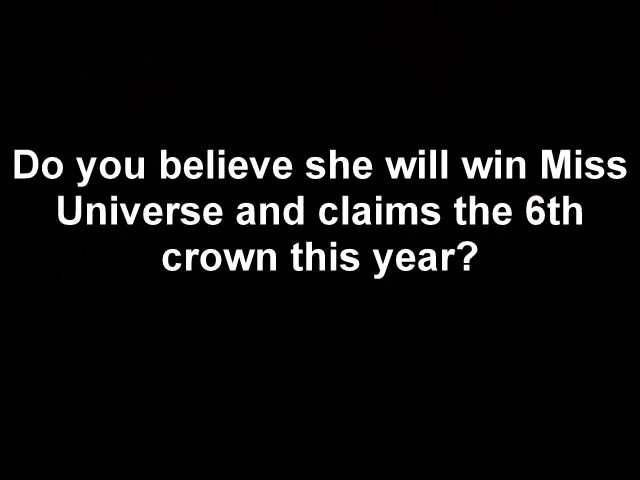 Do you believe she will win Miss
Universe and claims the 6th
crown this year?